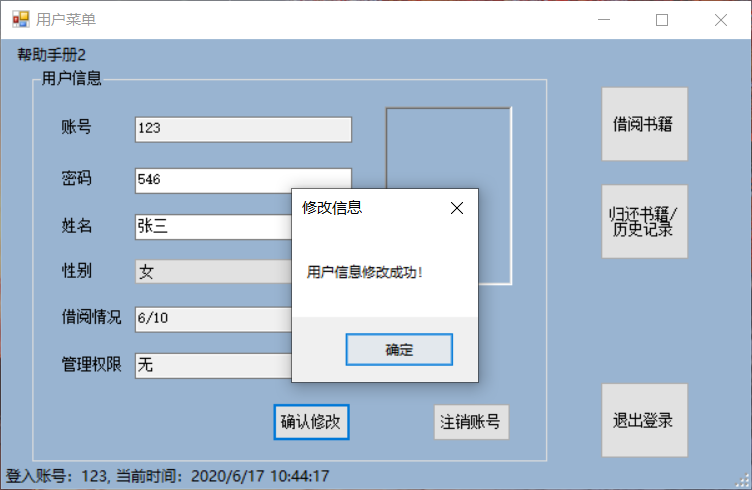 用户菜单
帮助手册2
用户信息
账号
123
密码
546
姓名
张三
性别
女
借阅情况
6/10
管理权限
无
确认修改
注销账号
修改信息
用户信息修改成功!
确定
借阅书籍
归还书籍/
历史记录
退出登录
登入账号：123, 当前时间：2020/6/17 10:44:17